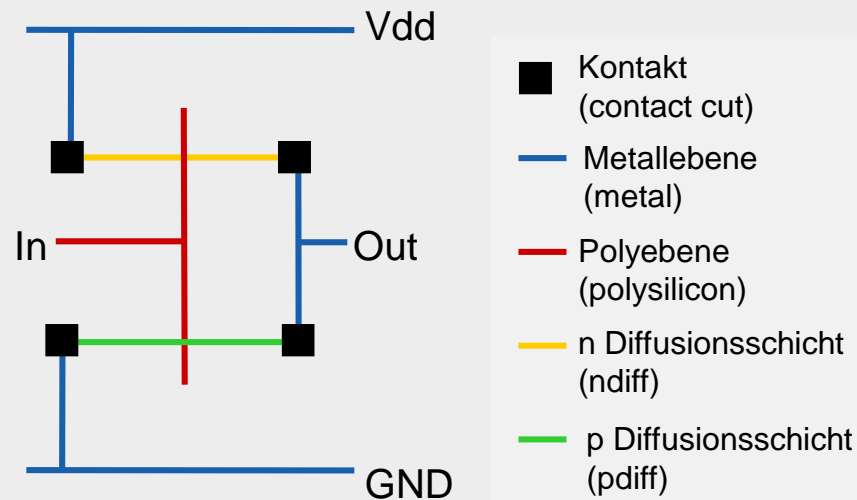 Vdd
In
Out
GND
Kontakt
(contact cut)
Metallebene
(metal)
Polyebene
(polysilicon)
n Diffusionsschicht
(ndiff)
p Diffusionsschicht
(pdiff)